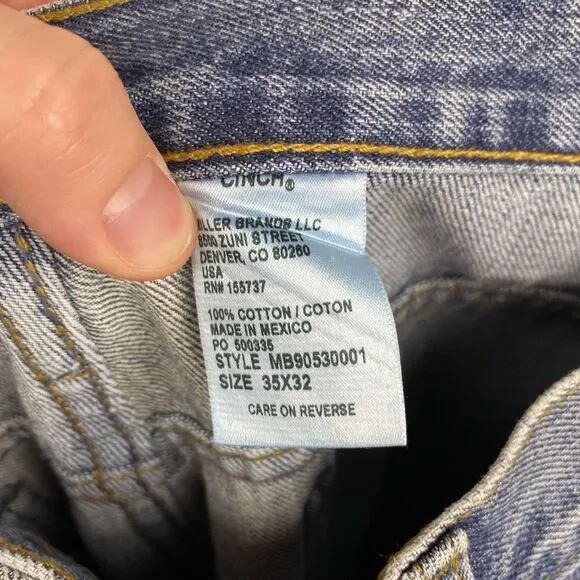 CINCH®
MILLER BRANDS LLC
8500 ZUNI STREET
DENVER, CO 80260
USA
RN# 155737
100% COTTON / COTON
MADE IN MEXICO
PO 500335
STYLE MB90530001
SIZE 35X32
CARE ON REVERSE